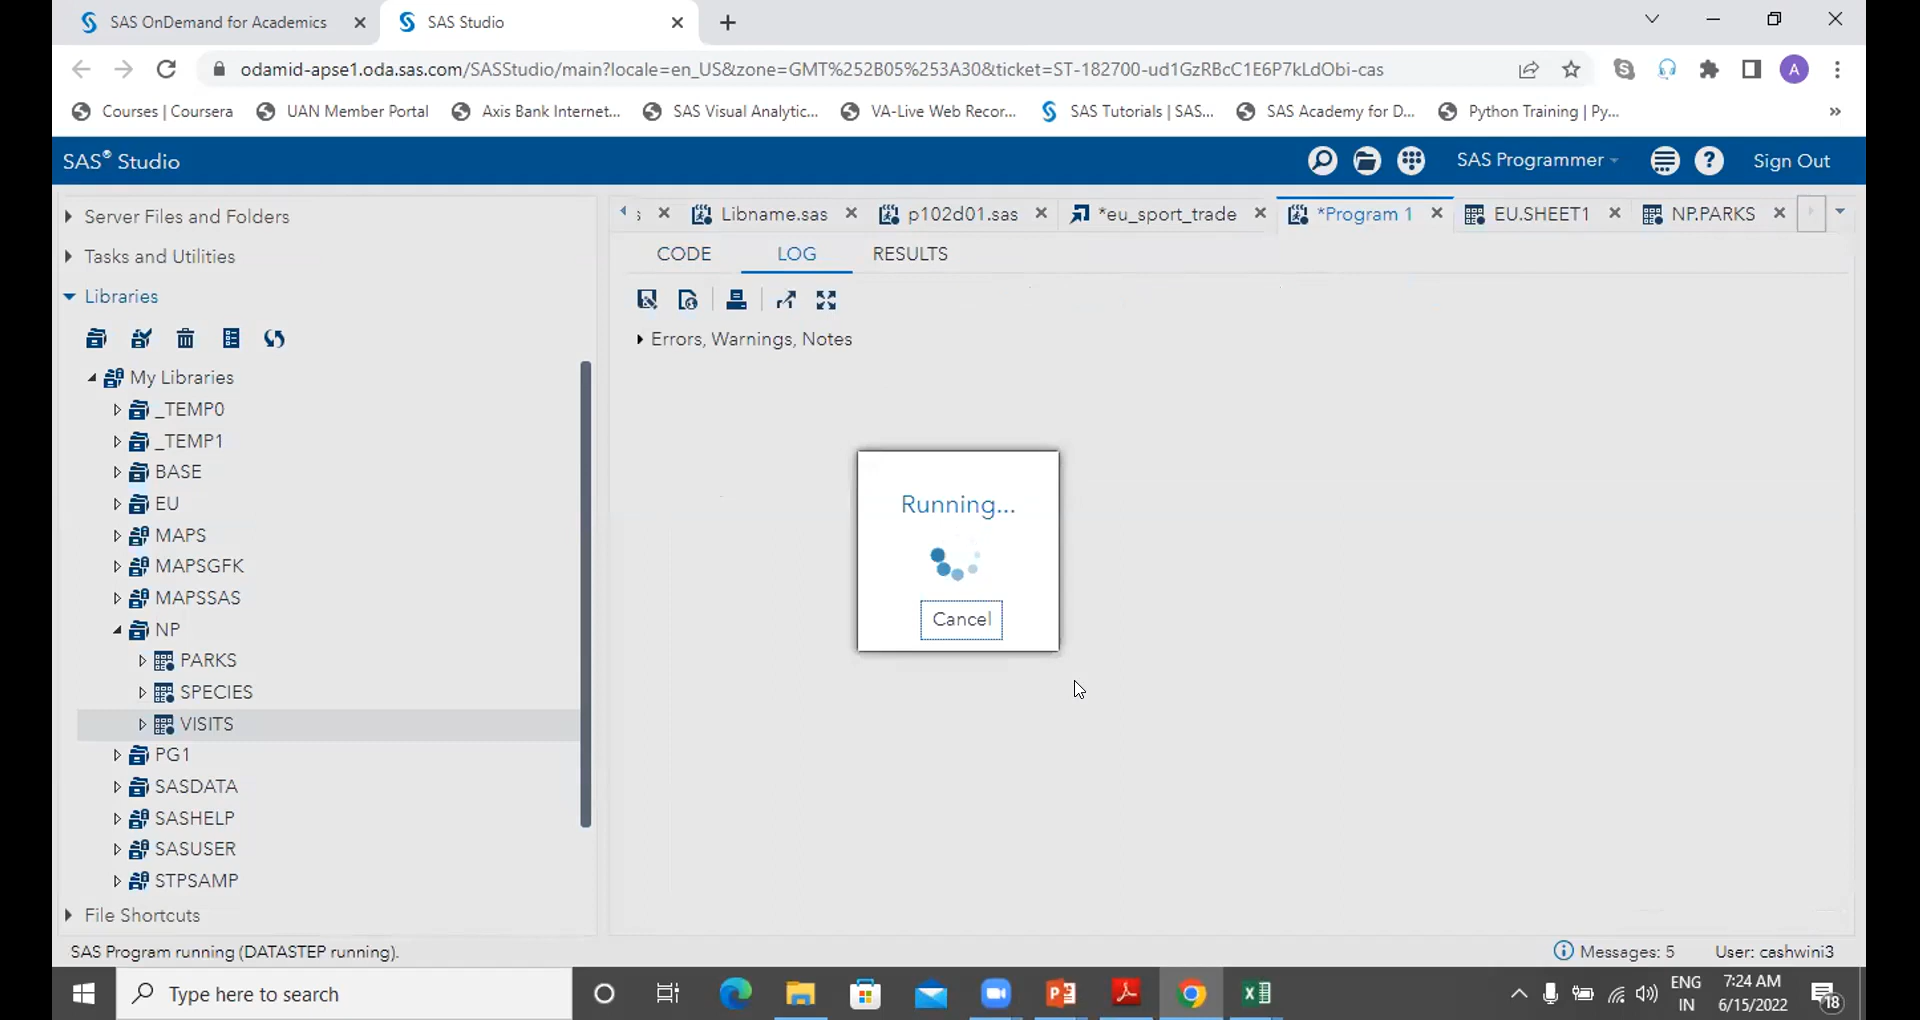 SAS OnDemand for Academics
SAS Studio
odamid-apse1.oda.sas.com/SASStudio/main?locale=en_US&zone=GMT%252B05%253A30&ticket=ST-182700-ud1GzRBcC1E6P7kLdObi-cas
A
Courses | Coursera
UAN Member Portal
Axis Bank Internet...
SAS Visual Analytic...
VA-Live Web Recor...
SAS Tutorials | SAS...
SAS Academy for D...
Python Training | Py...
»
SAS® Studio
SAS Programmer
Sign Out
Server Files and Folders
Tasks and Utilities
Libraries
My Libraries
_TEMP0
_TEMP1
BASE
EU
MAPS
MAPSGFK
MAPSSAS
NP
PARKS
SPECIES
VISITS
PG1
SASDATA
SASHELP
SASUSER
STPSAMP
File Shortcuts
s
Libname.sas
p102d01.sas
*eu_sport_trade
*Program 1
EU.SHEET1
NP.PARKS
CODE
LOG
RESULTS
Errors, Warnings, Notes
Running...
Cancel
SAS Program running (DATASTEP running).
Messages: 5
User: cashwini3
Type here to search
ENG
IN
7:24 AM
6/15/2022
18